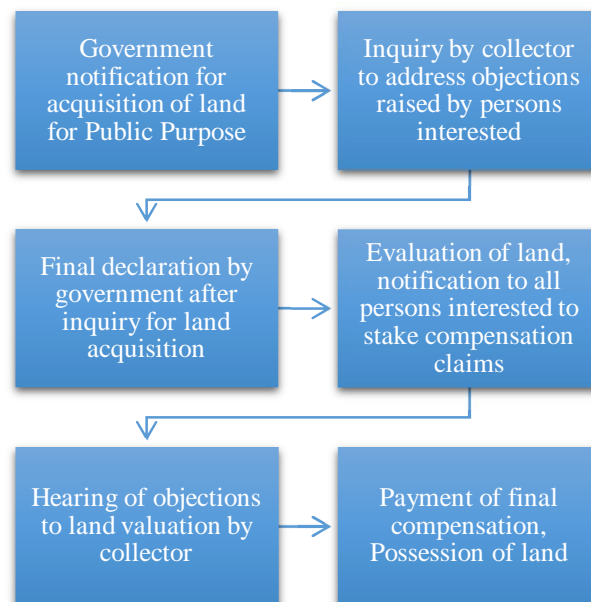 Government
notification for
acquisition of land
for Public Purpose
Inquiry by collector
to address objections
raised by persons
interested
Final declaration by
government after
inquiry for land
acquisition
Evaluation of land,
notification to all
persons interested to
stake compensation
claims
Hearing of objections
to land valuation by
collector
Payment of final
compensation,
Possession of land